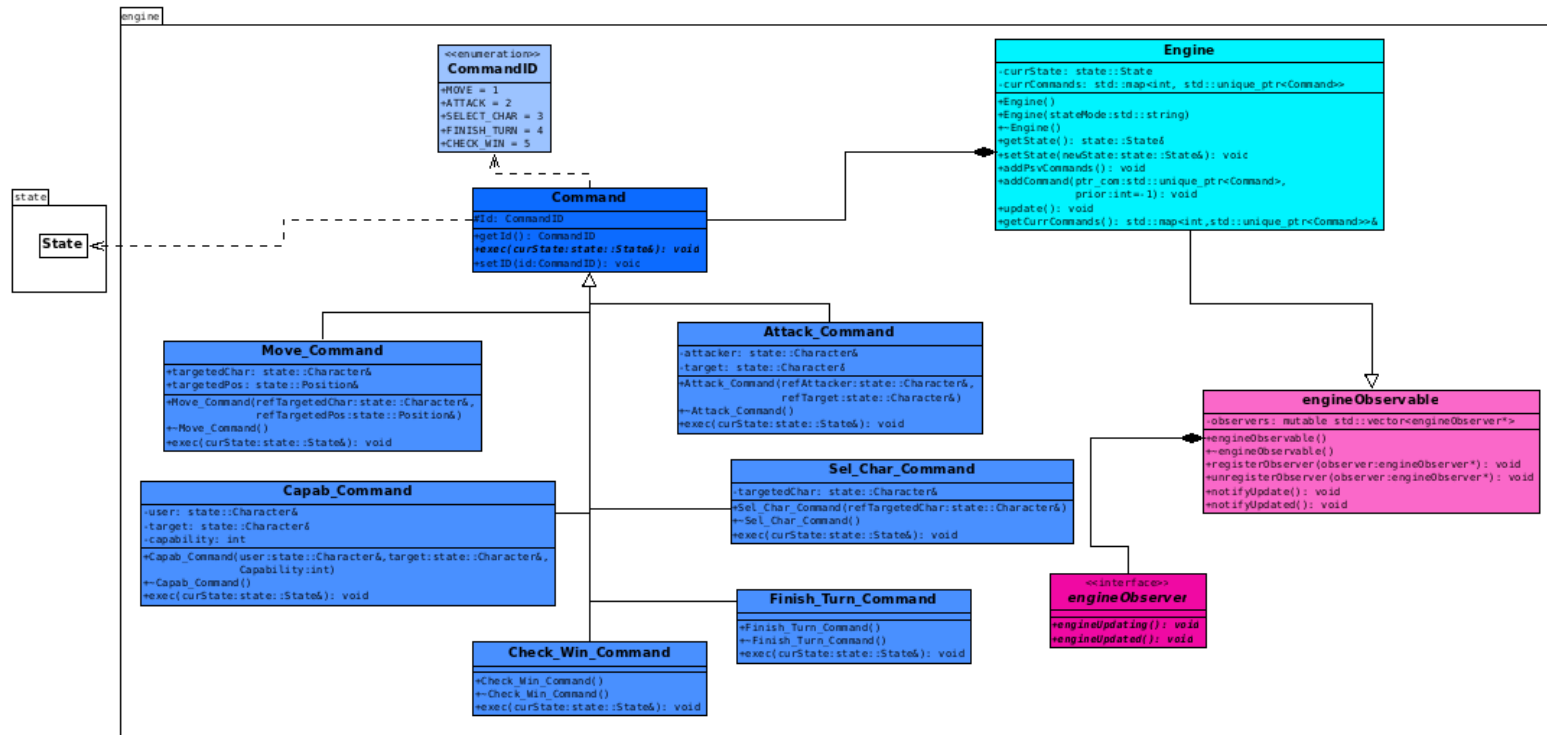 engine
state
State
<<enumeration>>
CommandID
+MOVE = 1
+ATTACK = 2
+SELECT_CHAR = 3
+FINISH_TURN = 4
+CHECK_WIN = 5
Engine
-currState: state::State
-currCommands: std::map<int, std::unique_ptr<Command>>
+Engine()
+Engine(stateMode:std::string)
+~Engine()
+getState(): state::State&
+setState(newState:state::State&): void
+addPsvCommands(): void
+addCommand(ptr_com:std::unique_ptr<Command>,
prior:int=-1): void
+update(): void
+getCurrCommands(): std::map<int,std::unique_ptr<Command>>&
Command
#Id: CommandID
+getId(): CommandID
+exec(curState:state::State&): void
+setID(id:CommandID): voic
Move_Command
+targetedChar: state::Character&
+targetedPos: state::Position&
+Move_Command(refTargetedChar:state::Character&,
refTargetedPos:state::Position&)
+~Move_Command()
+exec(curState:state::State&): void
Attack_Command
-attacker: state::Character&
-target: state::Character&
+Attack_Command(refAttacker:state::Character&,
refTarget:state::Character&)
+~Attack_Command()
+exec(curState:state::State&): void
engineObservable
-observers: mutable std::vector<engineObserver*>
+engineObservable()
+~engineObservable()
+registerObserver(observer:engineObserver*): void
+unregisterObserver(observer:engineObserver*): void
+notifyUpdate(): void
+notifyUpdated(): void
Capab_Command
-user: state::Character&
-target: state::Character&
-capability: int
+Capab_Command(user:state::Character&,target:state::Character&,
Capability:int)
+~Capab_Command()
+exec(curState:state::State&): void
Sel_Char_Command
-targetedChar: state::Character&
+Sel_Char_Command(refTargetedChar:state::Character&)
+~Sel_Char_Command()
+exec(curState:state::State&): void
Finish_Turn_Command
+Finish_Turn_Command()
+~Finish_Turn_Command()
+exec(curState:state::State&): void
<<interface>>
engineObserver
+engineUpdating(): void
+engineUpdated(): void
Check_Win_Command
+Check_Win_Command()
+~Check_Win_Command()
+exec(curState:state::State&): void